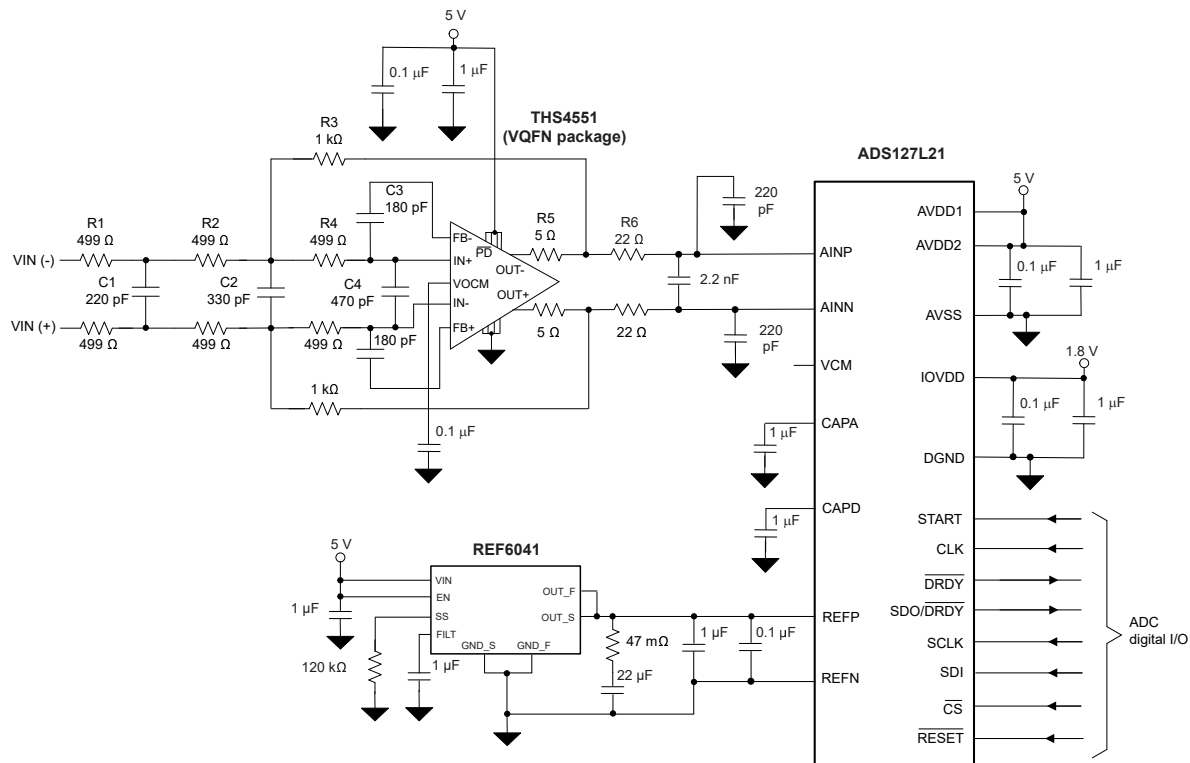 5 V
0.1 µF
1 µF
THS4551
(VQFN package)
R3
1 kΩ
C3
180 pF
FB-
PD
R1
499 Ω
R2
499 Ω
R4
499 Ω
IN+
OUT-
R5
5 Ω
R6
22 Ω
220
pF
VIN (-)
C1
220 pF
C2
330 pF
C4
470 pF
VOCM
OUT+
2.2 nF
VIN (+)
499 Ω
499 Ω
499 Ω
180 pF
IN-
FB+
5 Ω
22 Ω
220
pF
1 kΩ
0.1 µF
ADS127L21
AINP
AINN
VCM
CAPA
1 µF
CAPD
1 µF
REFP
REFN
5 V
AVDD1
AVDD2
0.1 µF
1 µF
AVSS
1.8 V
IOVDD
0.1 µF
1 µF
DGND
START
CLK
DRDY
SDO/DRDY
SCLK
SDI
CS
RESET
ADC
digital I/O
REF6041
5 V
VIN
EN
SS
FILT
OUT_F
OUT_S
GND_S
GND_F
1 µF
120 kΩ
1 µF
47 mΩ
22 µF
1 µF
0.1 µF